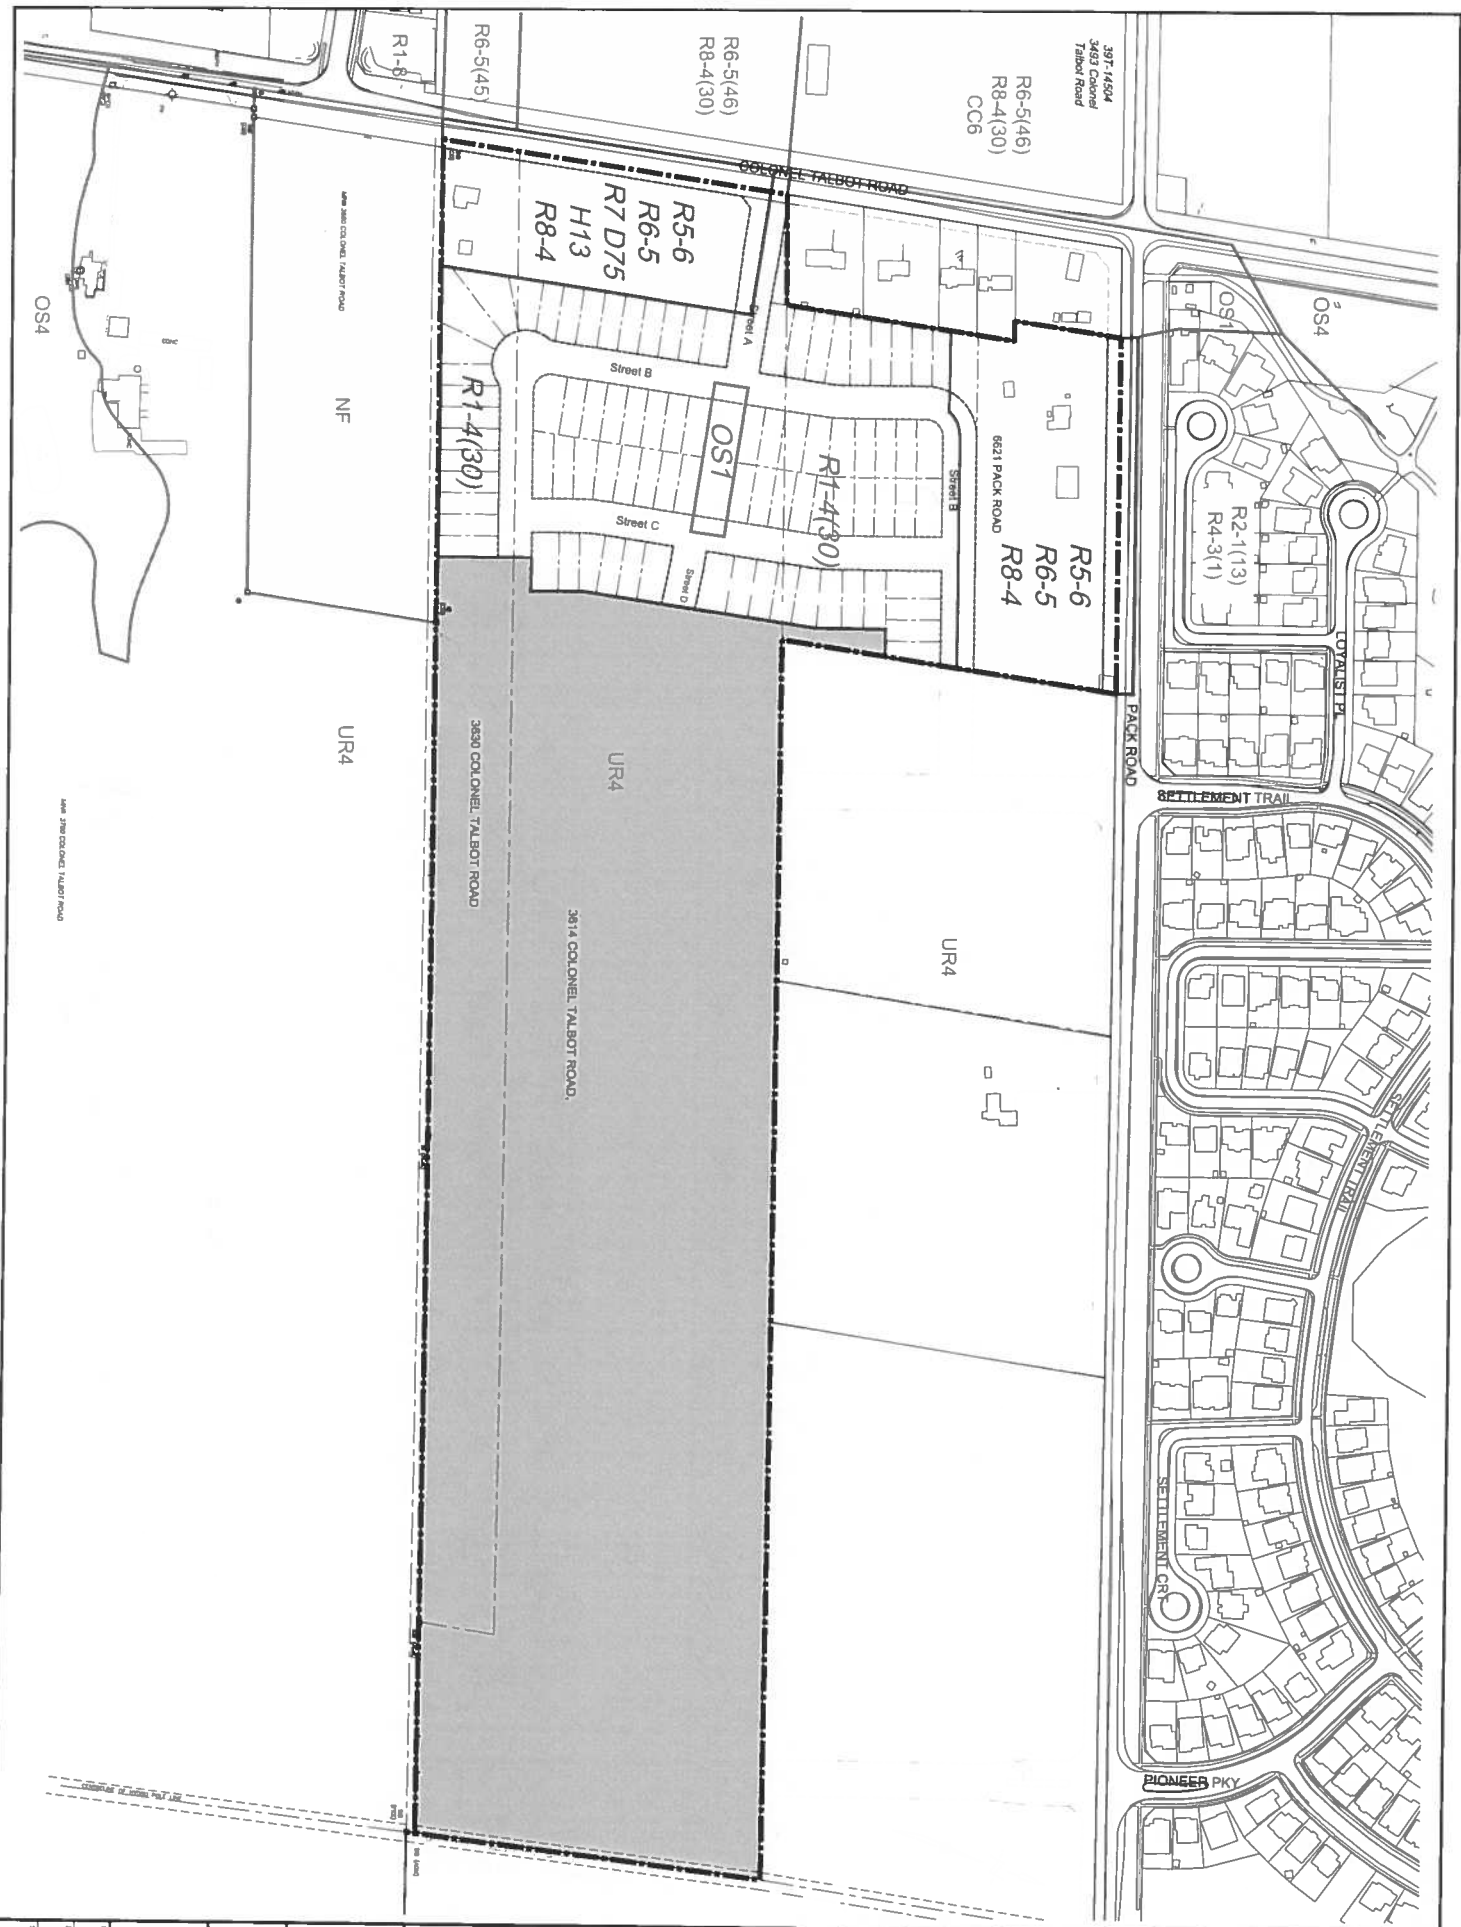 39T-14504
3493 Colonel
Talbot Road
R6-5(46)
R8-4(30)
CC6
R6-5(46)
R8-4(30)
R6-5(45)
R1-8
COLONEL TALBOT ROAD
OS4
OS1
R5-6
R6-5
R7 D75
H13
R8-4
Street A
Street B
OS1
Street C
Street D
R1-4(30)
R1-4(30)
Street B
6621 PACK ROAD
R5-6
R6-5
R8-4
R2-1(13)
R4-3(1)
LOYALIST PL
PACK ROAD
SETTLEMENT TRAIL
OS4
NF
UR4
UR4
UR4
3630 COLONEL TALBOT ROAD
3614 COLONEL TALBOT ROAD.
SETTLEMENT TRAIL
SETTLEMENT CRT
PIONEER PKY